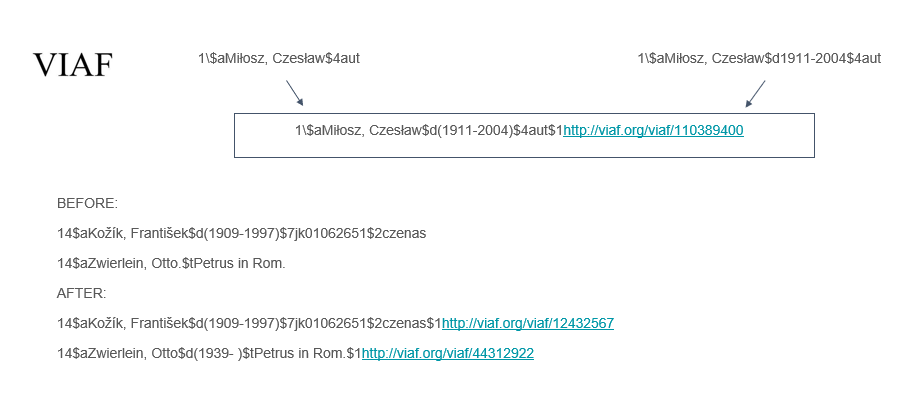 VIAF
1\$aMiłosz, Czesław$4aut
1\$aMiłosz, Czesław$d1911-2004$4aut
1\$aMiłosz, Czesław$d(1911-2004)$4aut$1http://viaf.org/viaf/110389400
BEFORE:
14$aKožík, František$d(1909-1997)$7jk01062651$2czenas
14$aZwierlein, Otto.$tPetrus in Rom.
AFTER:
14$aKožík, František$d(1909-1997)$7jk01062651$2czenas$1http://viaf.org/viaf/12432567
14$aZwierlein, Otto$d(1939- )$tPetrus in Rom.$1http://viaf.org/viaf/44312922